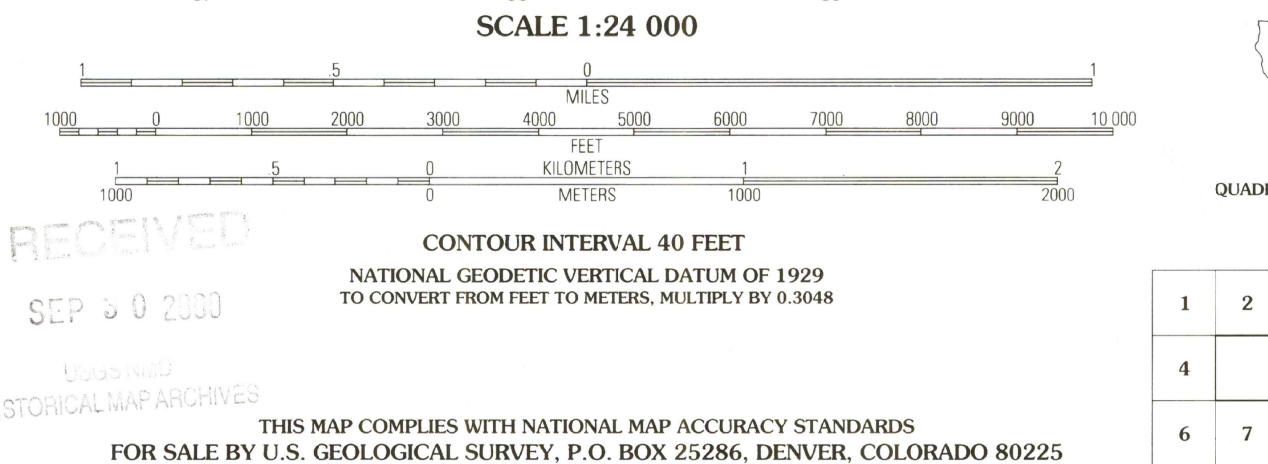 SCALE 1:24 000
1 .5 0 1
MILES
1000 0 1000 2000 3000 4000 5000 6000 7000 8000 9000 10 000
FEET
1 .5 0 KILOMETERS 1 2
1000 0 METERS 1000 2000
CONTOUR INTERVAL 40 FEET
NATIONAL GEODETIC VERTICAL DATUM OF 1929
TO CONVERT FROM FEET TO METERS, MULTIPLY BY 0.3048
RECEIVED
SEP 30 2000
USGS NMD
STORICAL MAP ARCHIVES
THIS MAP COMPLIES WITH NATIONAL MAP ACCURACY STANDARDS
FOR SALE BY U.S. GEOLOGICAL SURVEY, P.O. BOX 25286, DENVER, COLORADO 80225
QUAD
1 2
4
6 7